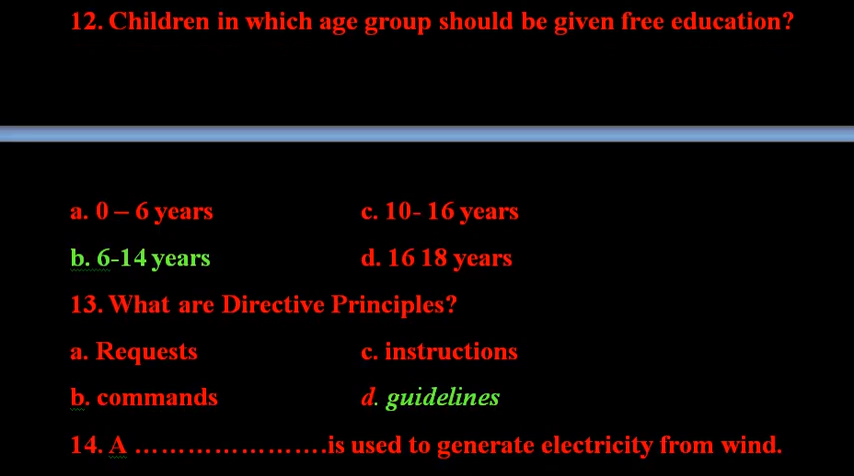 12. Children in which age group should be given free education?
a. 0 – 6 years c. 10- 16 years
b. 6-14 years d. 16 18 years
13. What are Directive Principles?
a. Requests c. instructions
b. commands d. guidelines
14. A …………………….is used to generate electricity from wind.